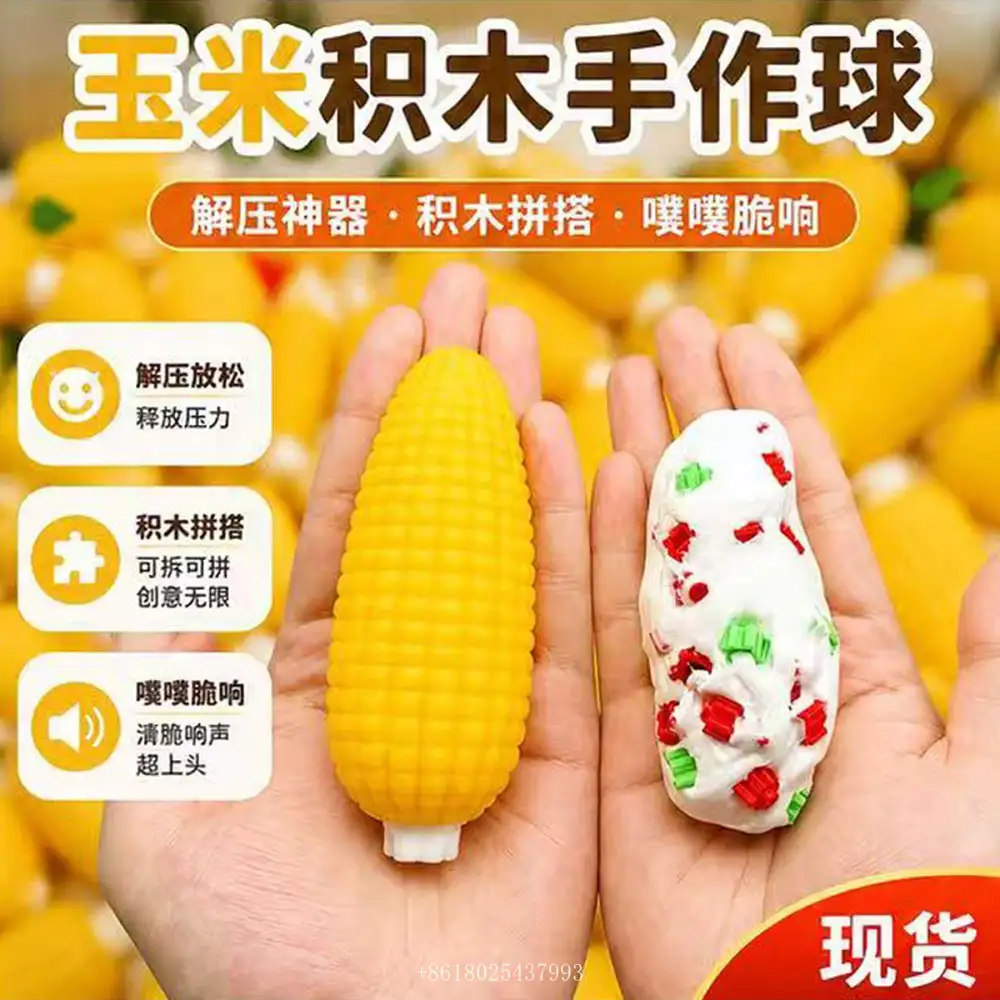 玉米积木手作球
解压神器·积木拼搭·噗噗脆响
解压放松
释放压力
积木拼搭
可拆可拼
创意无限
噗噗脆响
清脆响声
超上头
现货
+8618025437993